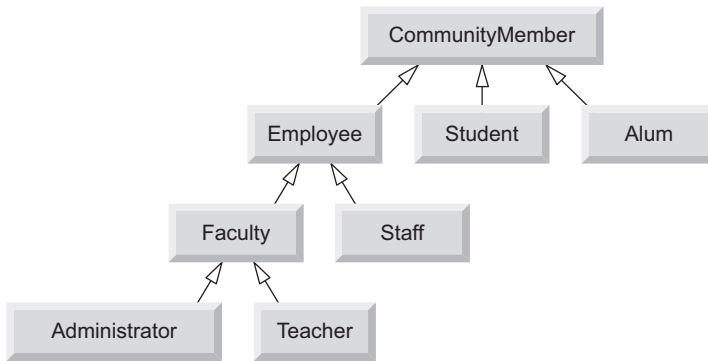 CommunityMember
Employee
Student
Alum
Faculty
Staff
Administrator
Teacher